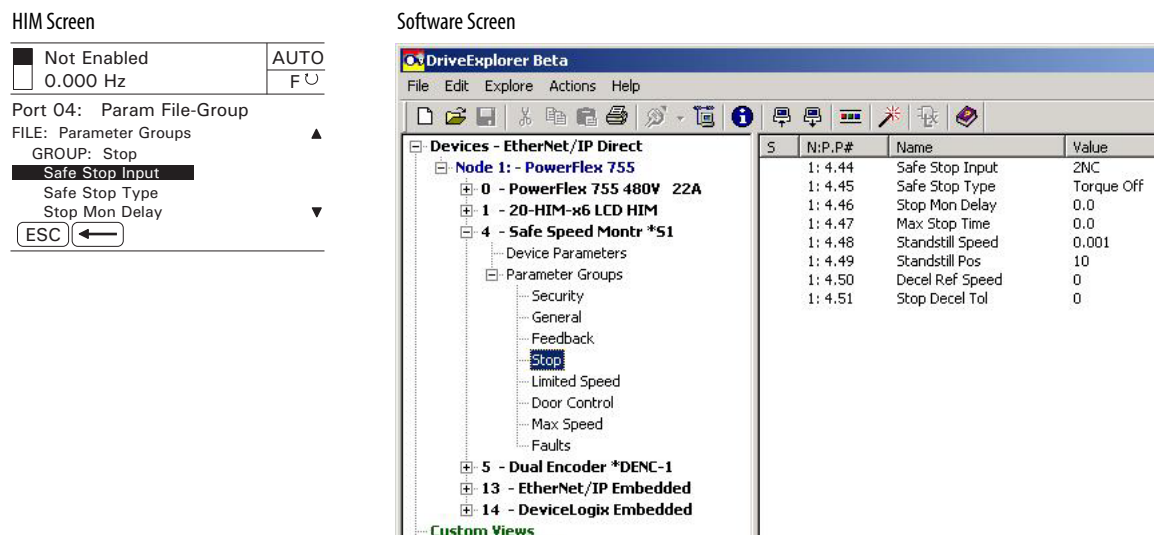 HIM Screen
Not Enabled
AUTO
0.000 Hz
F
Port 04: Param File-Group
FILE: Parameter Groups
GROUP: Stop
Safe Stop Input
Safe Stop Type
Stop Mon Delay
ESC
Software Screen
DriveExplorer Beta
File Edit Explore Actions Help
Devices - EtherNet/IP Direct
Node 1: - PowerFlex 755
0 - PowerFlex 755 480V 22A
1 - 20-HIM-x6 LCD HIM
4 - Safe Speed Montr *S1
Device Parameters
Parameter Groups
Security
General
Feedback
Stop
Limited Speed
Door Control
Max Speed
Faults
5 - Dual Encoder *DENC-1
13 - EtherNet/IP Embedded
14 - DeviceLogix Embedded
Custom Views
S N:P.P# Name Value
1: 4.44 Safe Stop Input 2NC
1: 4.45 Safe Stop Type Torque Off
1: 4.46 Stop Mon Delay 0.0
1: 4.47 Max Stop Time 0.0
1: 4.48 Standstill Speed 0.001
1: 4.49 Standstill Pos 10
1: 4.50 Decel Ref Speed 0
1: 4.51 Stop Decel Tol 0